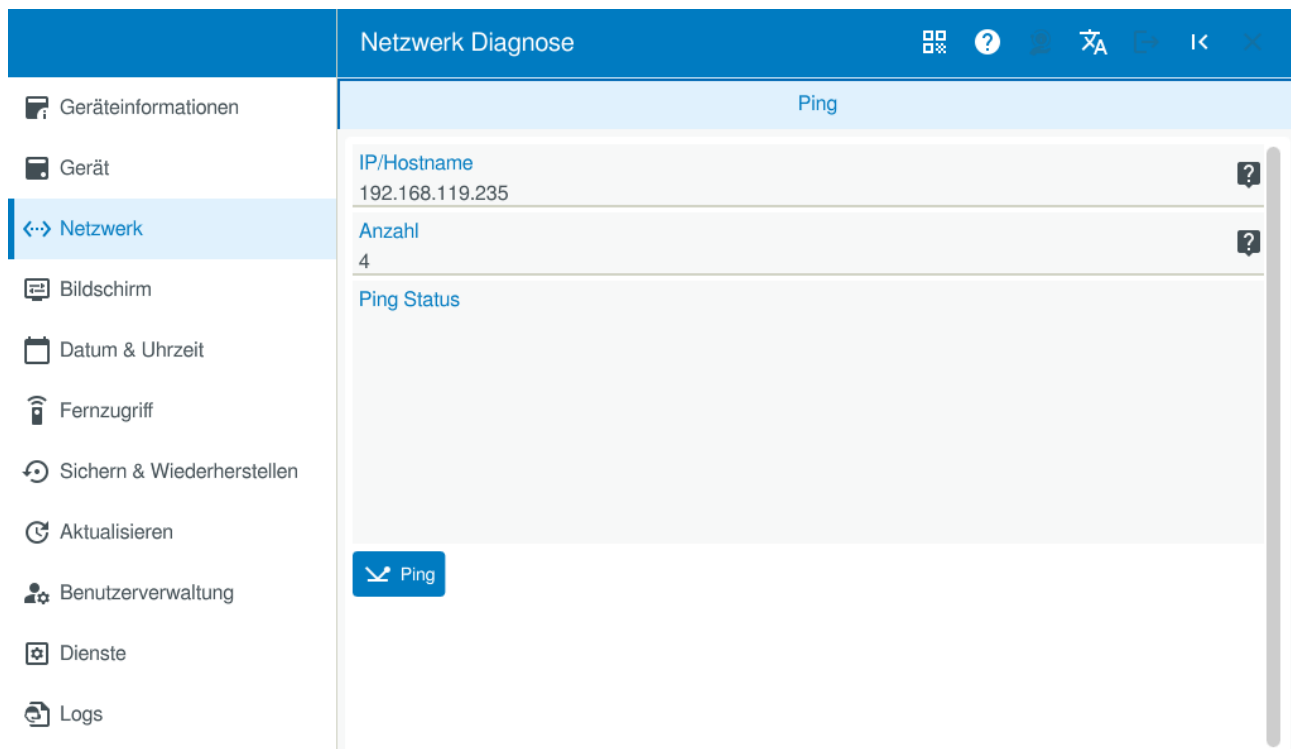 Netzwerk Diagnose
Geräteinformationen
Gerät
Netzwerk
Bildschirm
Datum & Uhrzeit
Fernzugriff
Sichern & Wiederherstellen
Aktualisieren
Benutzerverwaltung
Dienste
Logs
Ping
IP/Hostname
192.168.119.235
Anzahl
4
Ping Status
Ping